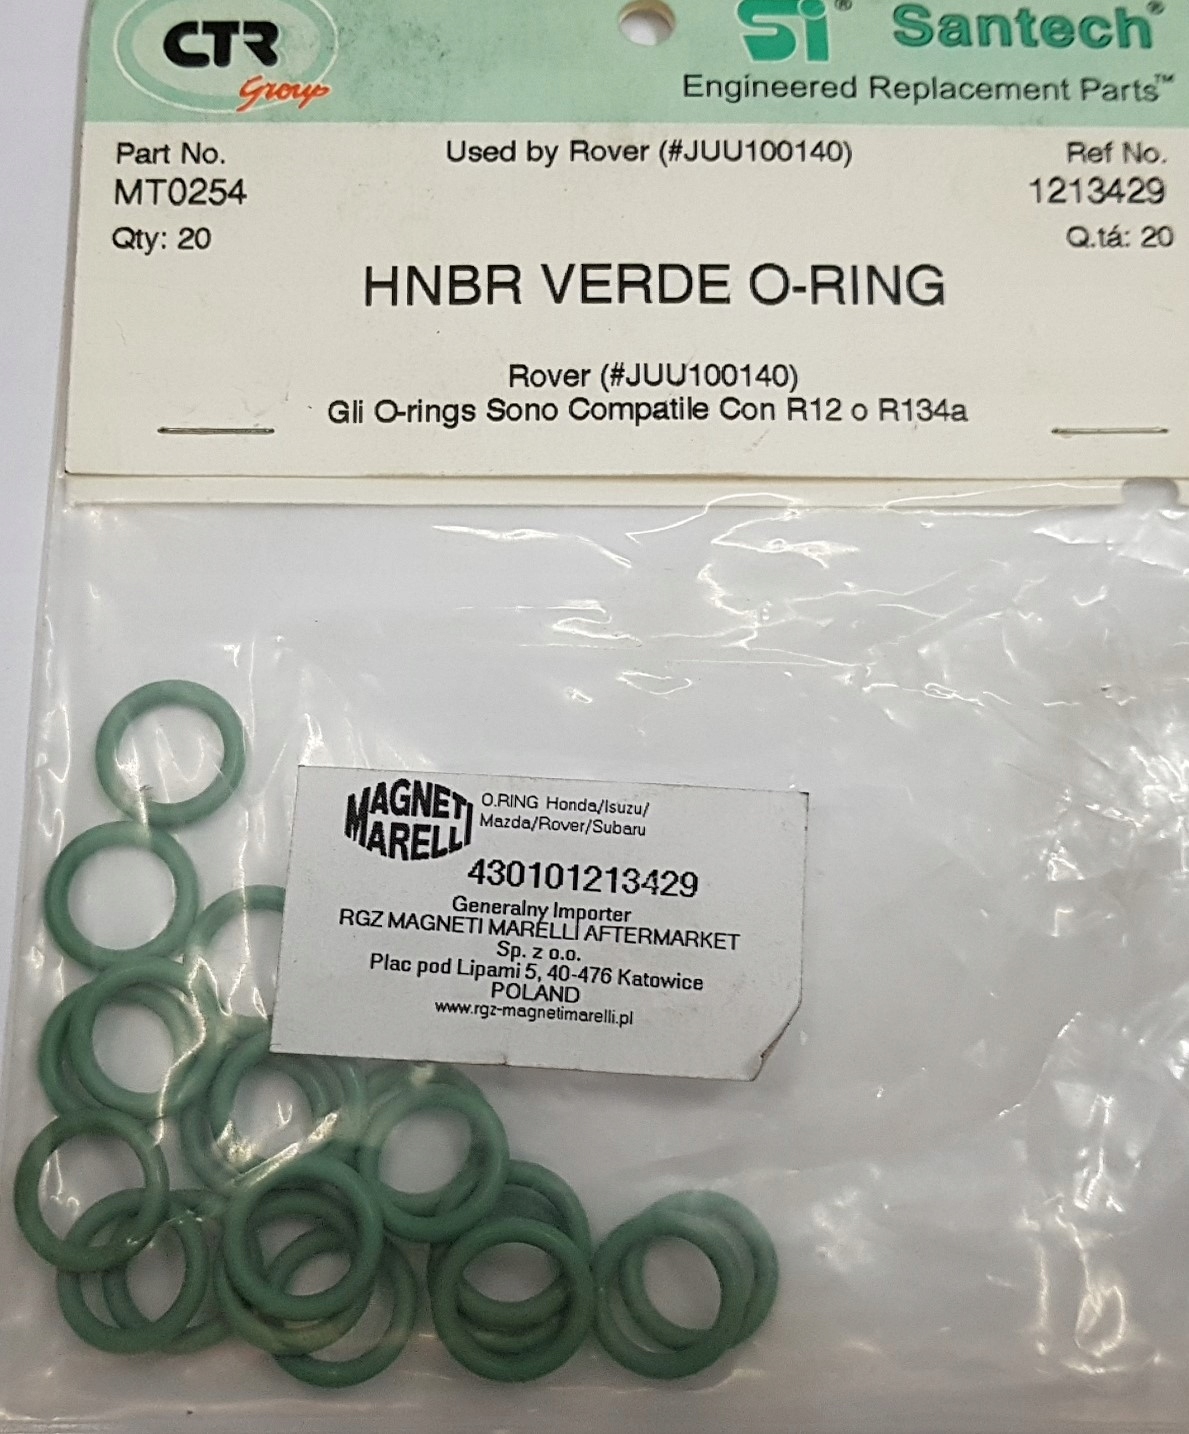 CTR
Group
Si® Santech®
Engineered Replacement Parts™
Part No.
MT0254
Qty: 20
Used by Rover (#JUU100140)
Ref No.
1213429
Q.tá: 20
HNBR VERDE O-RING
Rover (#JUU100140)
Gli O-rings Sono Compatile Con R12 o R134a
MAGNETI
MARELLI
O.RING Honda/Isuzu/
Mazda/Rover/Subaru
430101213429
Generalny Importer
RGZ MAGNETI MARELLI AFTERMARKET
Sp. z o.o.
Plac pod Lipami 5, 40-476 Katowice
POLAND
www.rgz-magnetimarelli.pl